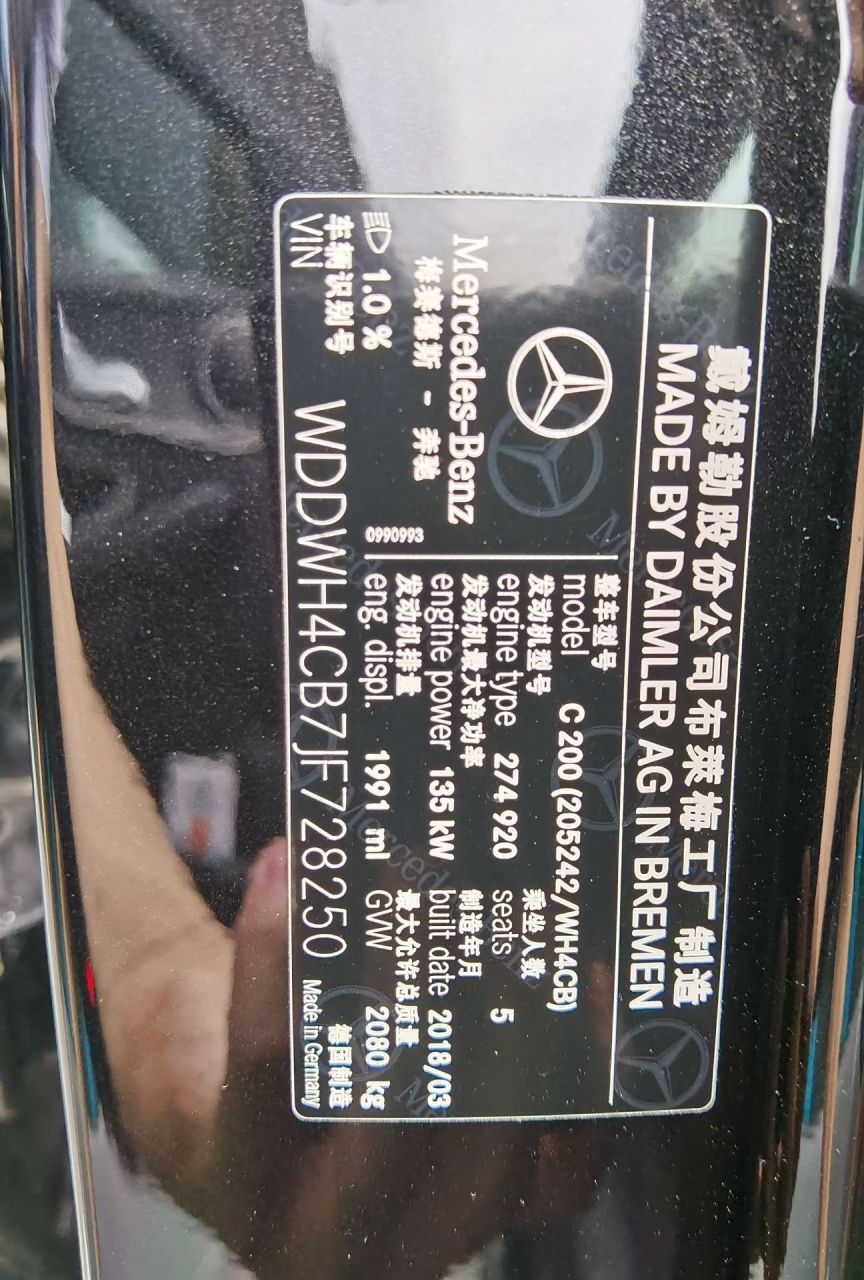 戴姆勒股份公司布莱梅工厂制造
MADE BY DAIMLER AG IN BREMEN
Mercedes-Benz
梅赛德斯 - 奔驰
整车型号
model C 200 (205242/WH4CB)
发动机型号 乘坐人数
engine type 274 920 seats 5
发动机最大净功率 制造年月
engine power 135 kW built date 2018/03
发动机排量 最大允许总质量
eng. displ. 1991 ml GVW 2080 kg
1.0 %
0990993
车辆识别号 德国制造
VIN WDDWH4CB7JF728250 Made in Germany